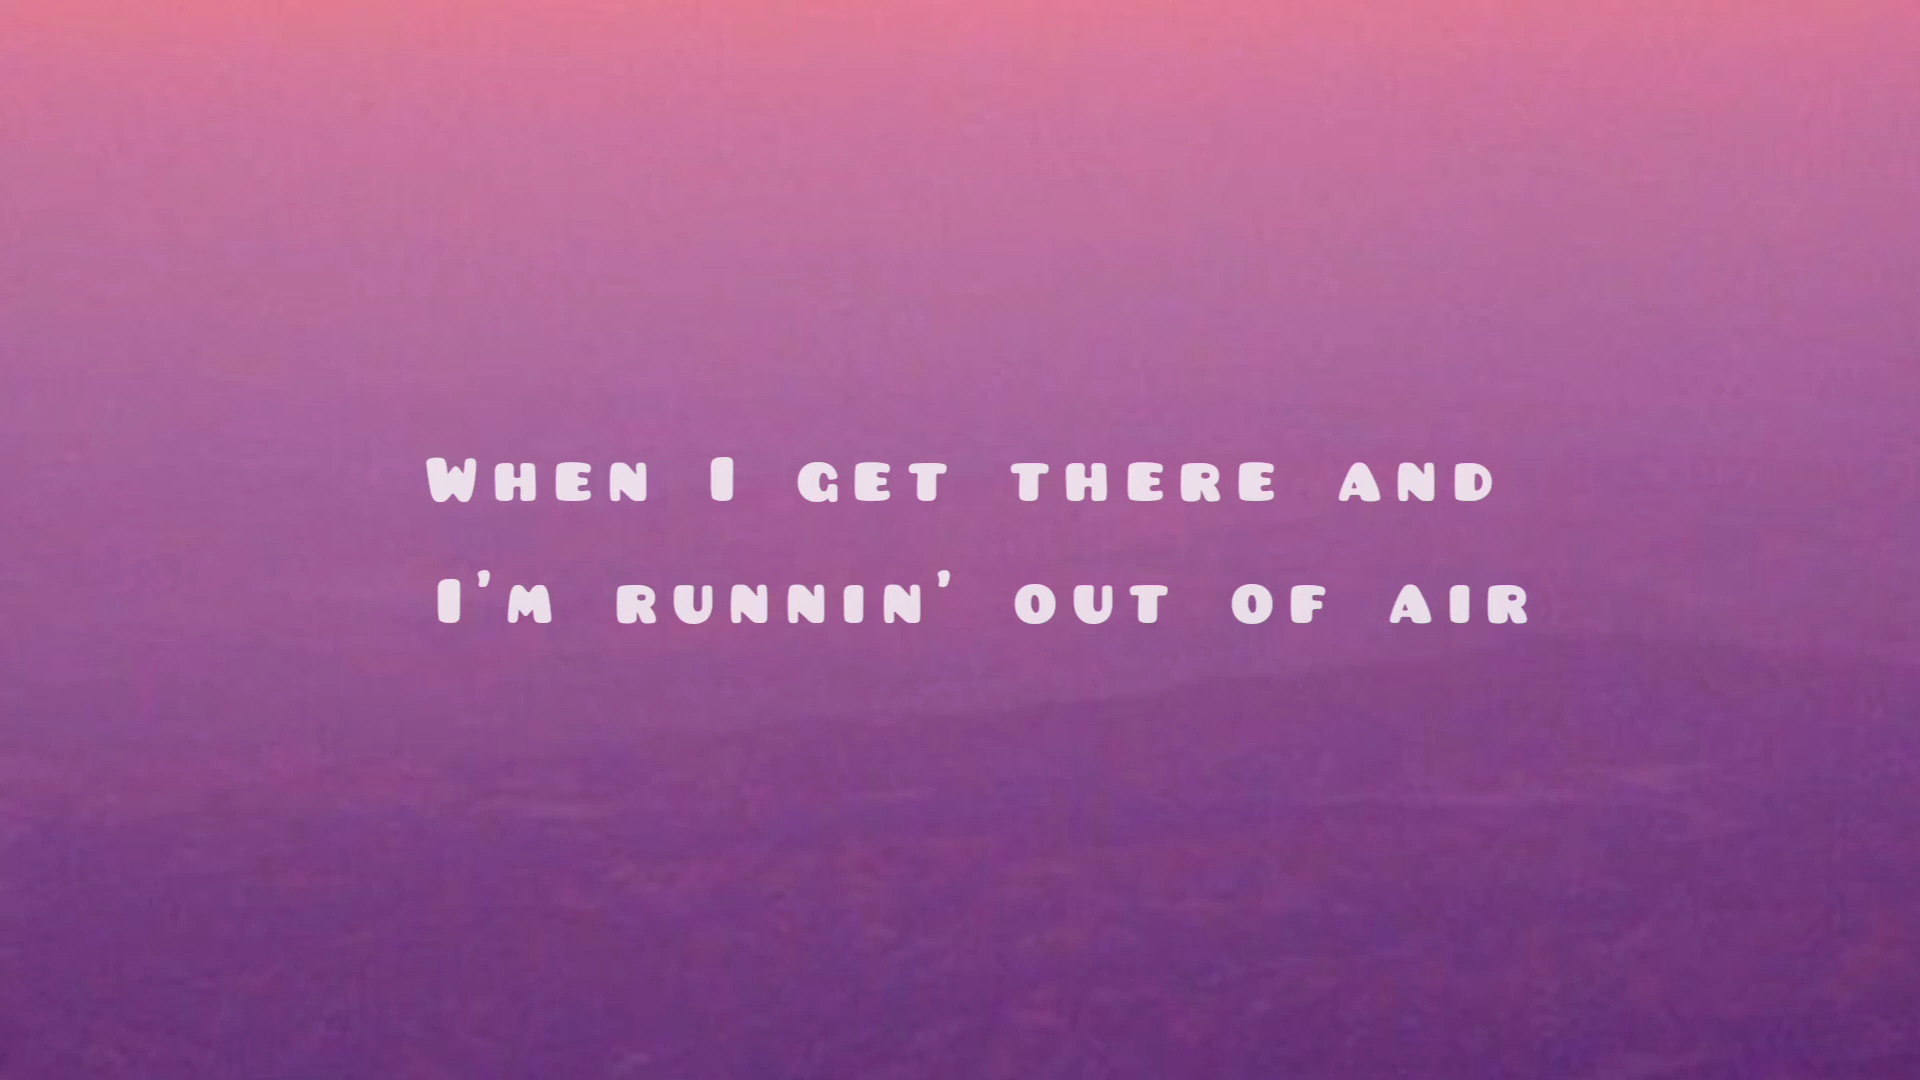 When I get there and
I'm runnin' out of air